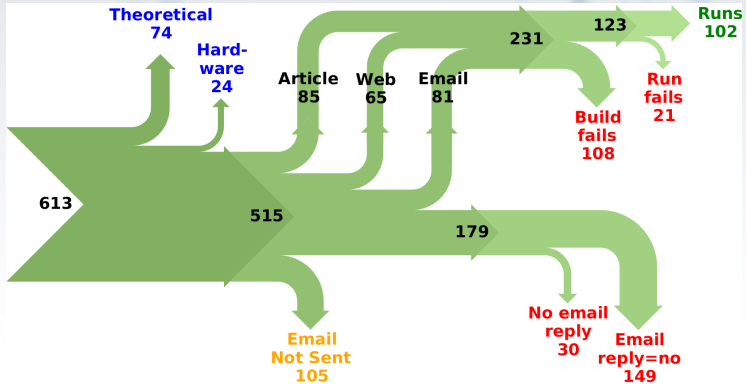 Theoretical
74
Hard-
ware
24
Article
85
Web
65
Email
81
231
123
Runs
102
Run
fails
21
Build
fails
108
613
515
179
No email
reply
30
Email
reply=no
149
Email
Not Sent
105